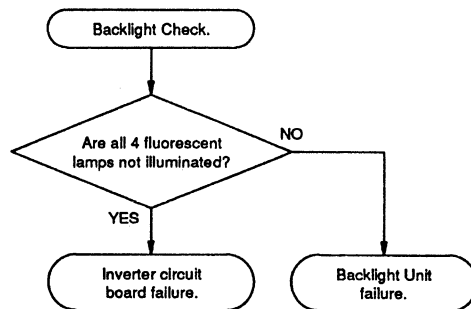 Backlight Check.
Are all 4 fluorescent
lamps not illuminated?
NO
YES
Inverter circuit
board failure.
Backlight Unit
failure.